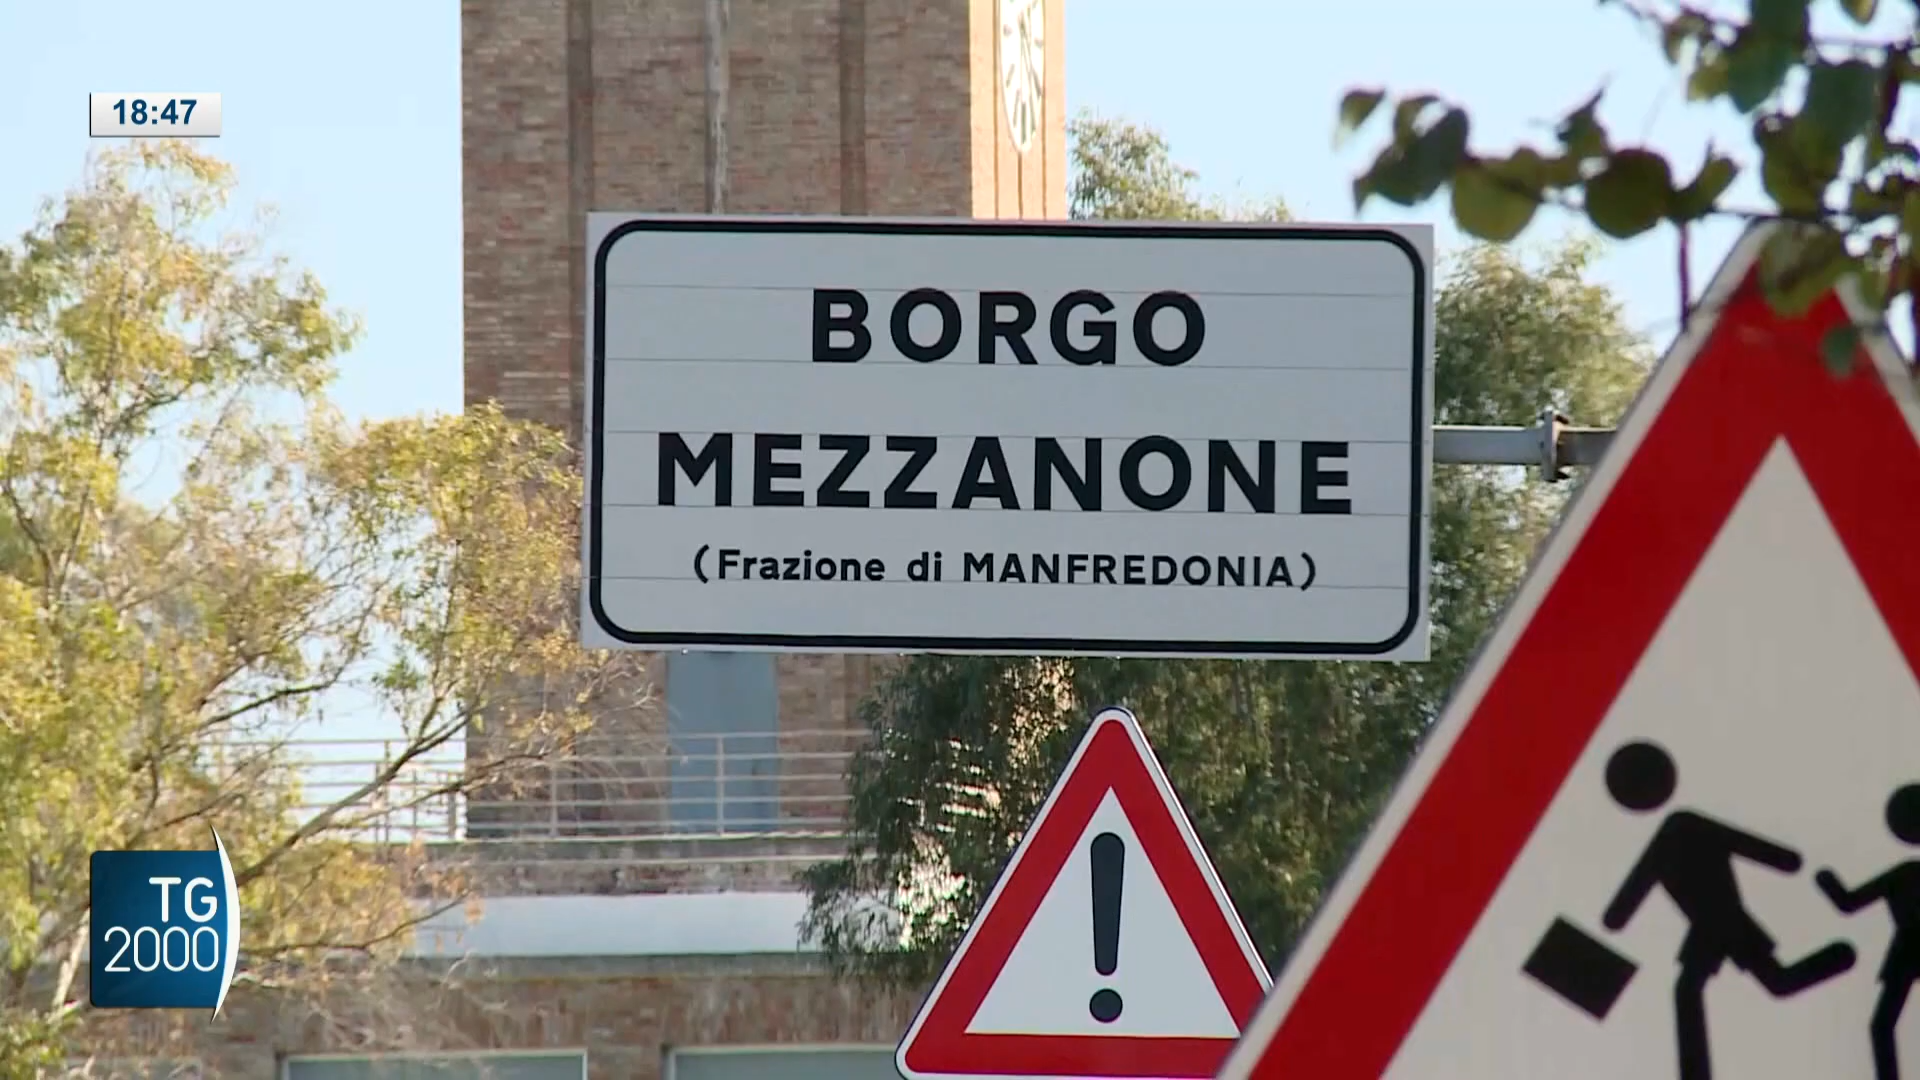 18:47
BORGO
MEZZANONE
(Frazione di MANFREDONIA)
TG
2000